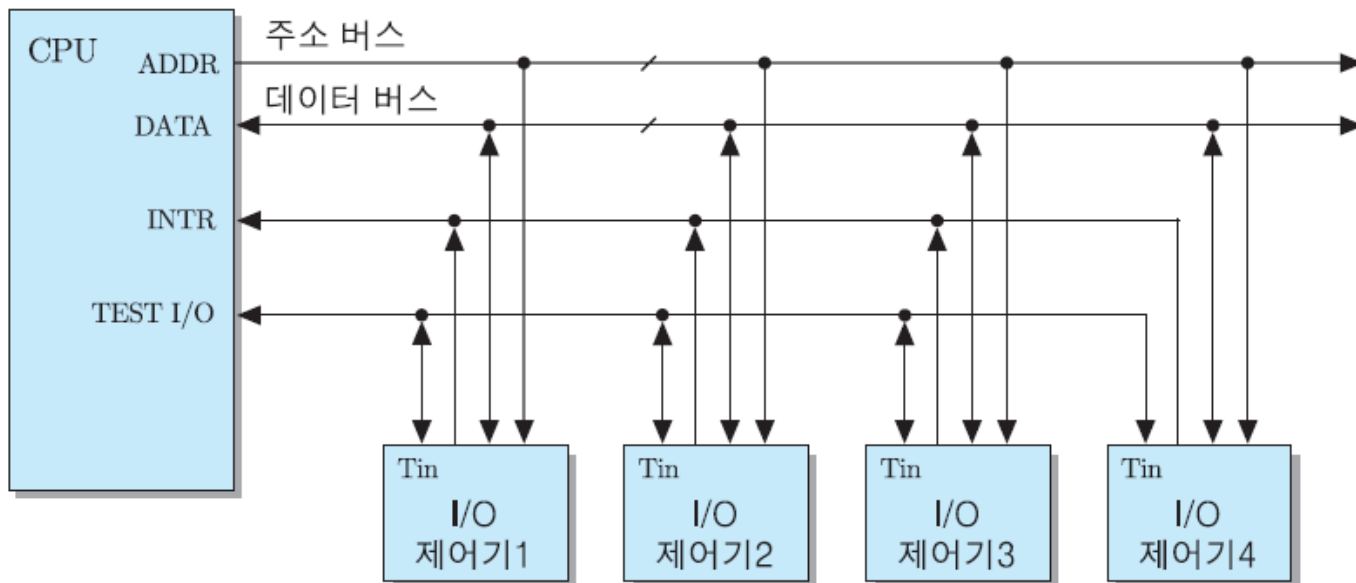 CPU
ADDR
주소 버스
DATA
데이터 버스
INTR
TEST I/O
Tin
I/O
제어기1
Tin
I/O
제어기2
Tin
I/O
제어기3
Tin
I/O
제어기4